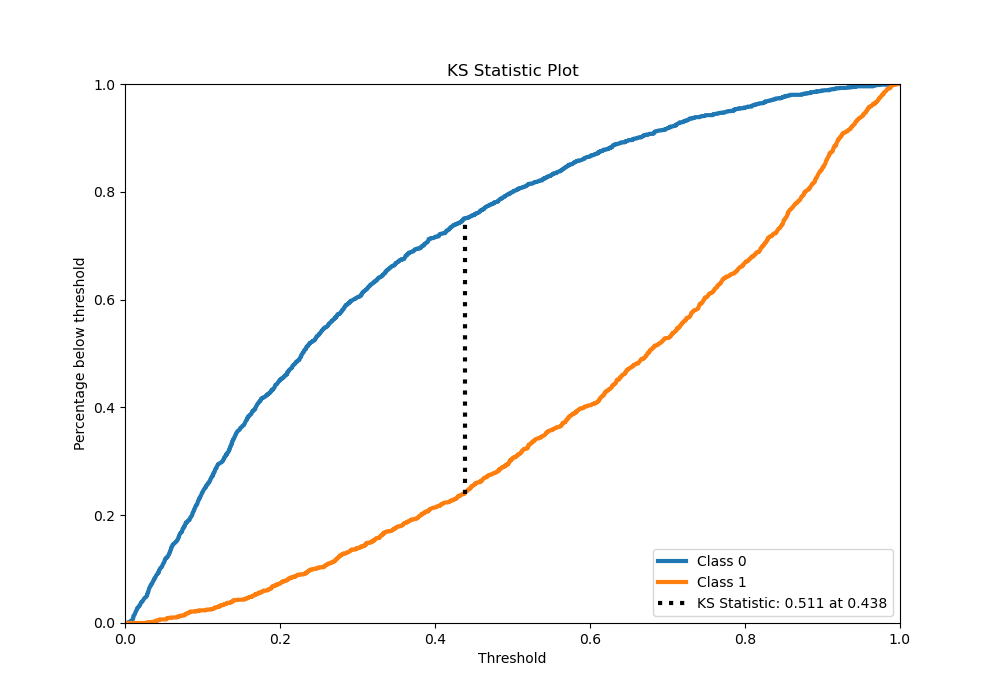 KS Statistic Plot
1.0
0.8
0.6
0.4
0.2
0.0
Percentage below threshold
0.0 0.2 0.4 0.6 0.8 1.0
Threshold
Class 0
Class 1
KS Statistic: 0.511 at 0.438